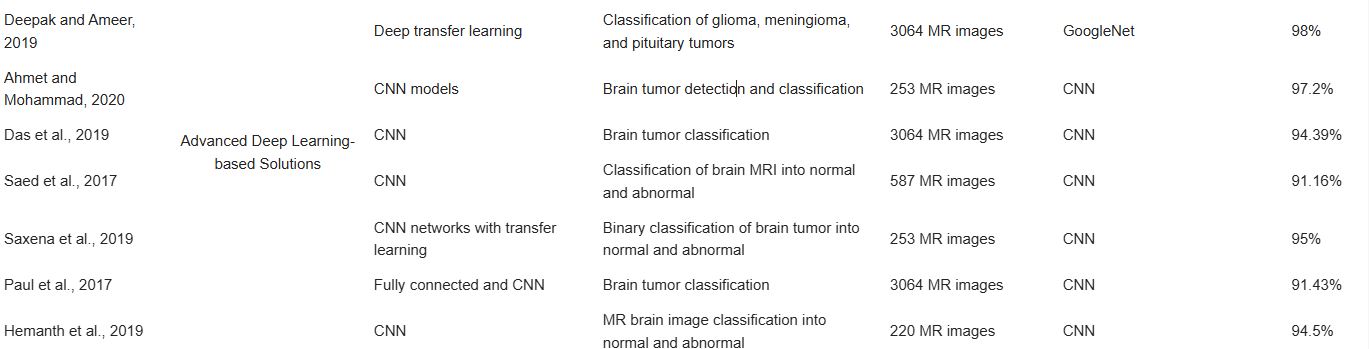 Deepak and Ameer,
2019
Deep transfer learning
Classification of glioma, meningioma,
and pituitary tumors
3064 MR images
GoogleNet
98%
Ahmet and
Mohammad, 2020
CNN models
Brain tumor detection and classification
253 MR images
CNN
97.2%
Das et al., 2019
Advanced Deep Learning-
based Solutions
CNN
Brain tumor classification
3064 MR images
CNN
94.39%
Saed et al., 2017
CNN
Classification of brain MRI into normal
and abnormal
587 MR images
CNN
91.16%
Saxena et al., 2019
CNN networks with transfer
learning
Binary classification of brain tumor into
normal and abnormal
253 MR images
CNN
95%
Paul et al., 2017
Fully connected and CNN
Brain tumor classification
3064 MR images
CNN
91.43%
Hemanth et al., 2019
CNN
MR brain image classification into
normal and abnormal
220 MR images
CNN
94.5%